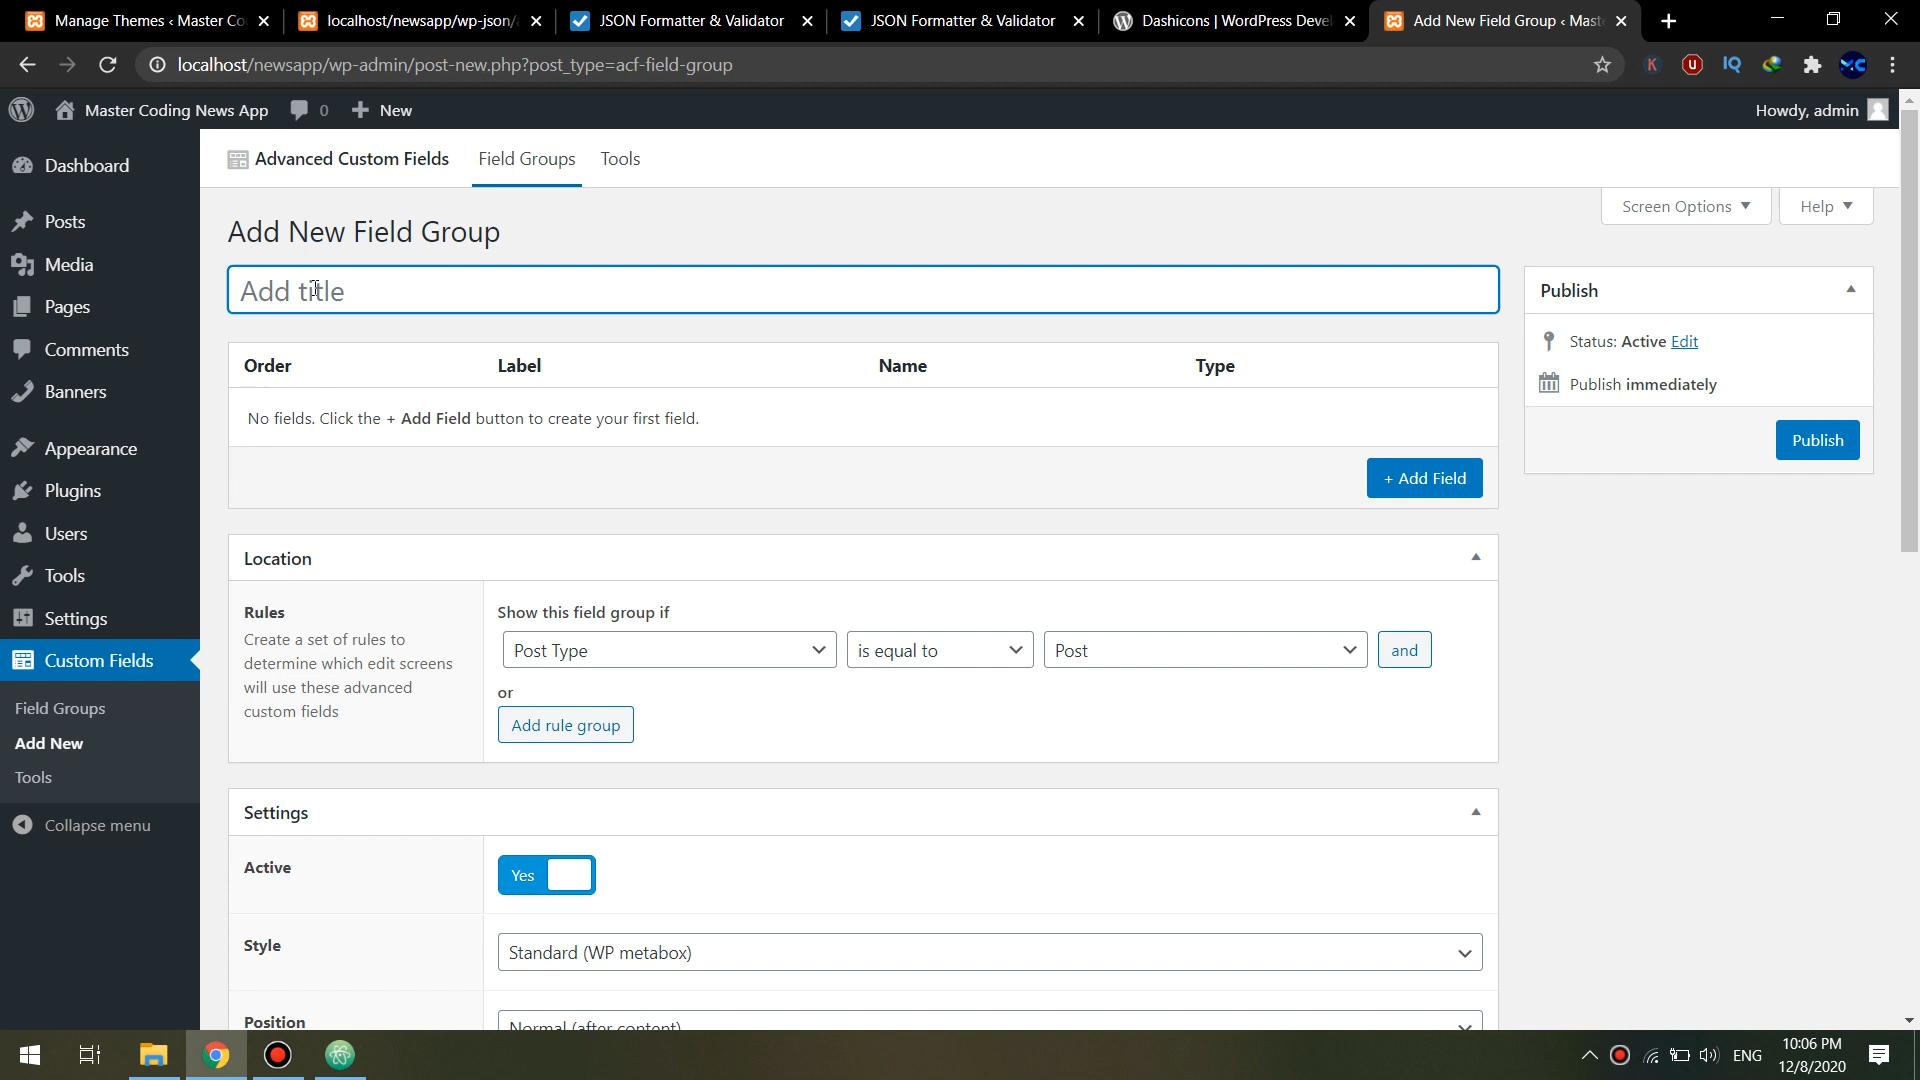 Manage Themes ‹ Master Co
localhost/newsapp/wp-json/
JSON Formatter & Validator
JSON Formatter & Validator
Dashicons | WordPress Deve
Add New Field Group ‹ Mast
localhost/newsapp/wp-admin/post-new.php?post_type=acf-field-group
Master Coding News App
0
New
Howdy, admin
Dashboard
Posts
Media
Pages
Comments
Banners
Appearance
Plugins
Users
Tools
Settings
Custom Fields
Field Groups
Add New
Tools
Collapse menu
Advanced Custom Fields
Field Groups
Tools
Screen Options
Help
Add New Field Group
Add title
Order
Label
Name
Type
No fields. Click the + Add Field button to create your first field.
+ Add Field
Publish
Status: Active Edit
Publish immediately
Publish
Location
Rules
Create a set of rules to
determine which edit screens
will use these advanced
custom fields
Show this field group if
Post Type
is equal to
Post
and
or
Add rule group
Settings
Active
Yes
Style
Standard (WP metabox)
Position
Normal (after content)
ENG
10:06 PM
12/8/2020